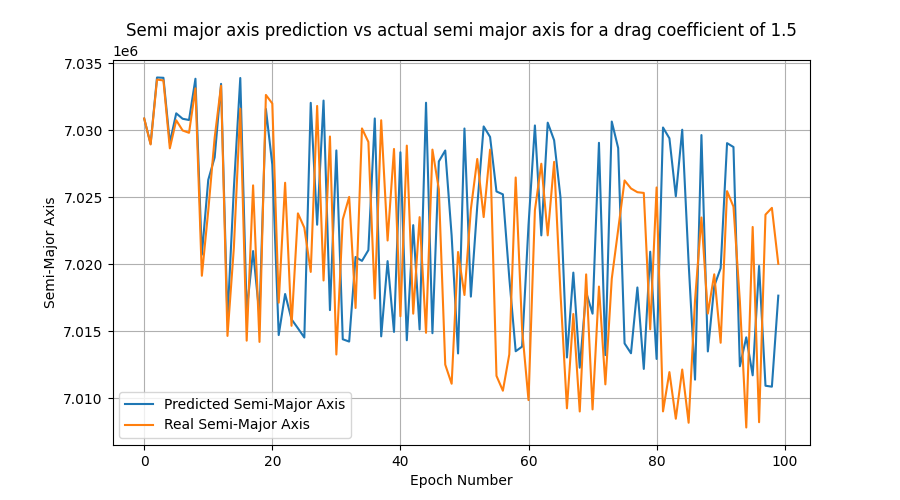 Semi major axis prediction vs actual semi major axis for a drag coefficient of 1.5
1e6
7.035
7.030
7.025
7.020
7.015
7.010
Semi-Major Axis
Predicted Semi-Major Axis
Real Semi-Major Axis
0 20 40 60 80 100
Epoch Number